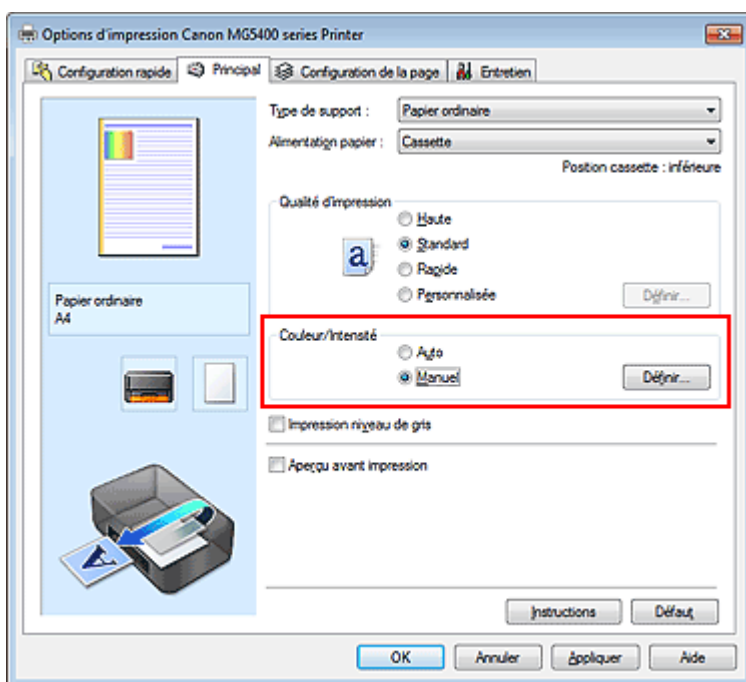 Options d'impression Canon MG5400 series Printer
Configuration rapide Principal Configuration de la page Entretien
Type de support : Papier ordinaire
Alimentation papier : Cassette
Position cassette : inférieure
Qualité d'impression
Haute
Standard
Rapide
Personnalisée Définir...
Papier ordinaire
A4
Couleur/Intensité
Auto
Manuel Définir...
Impression niveau de gris
Aperçu avant impression
Instructions Défaut
OK Annuler Appliquer Aide